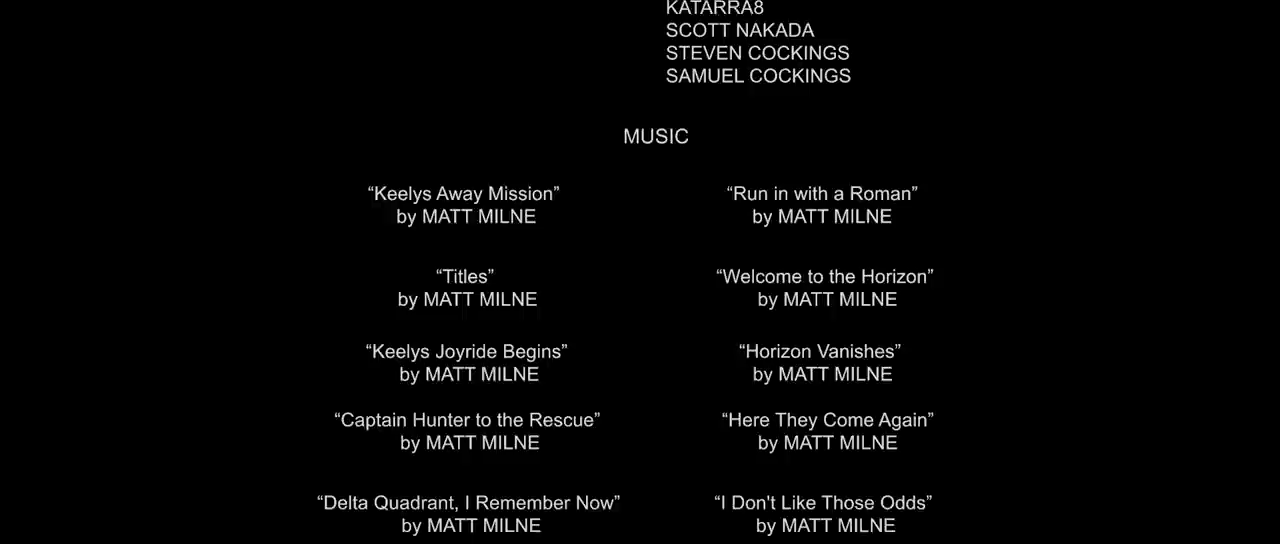 KATARRA8
SCOTT NAKADA
STEVEN COCKINGS
SAMUEL COCKINGS
MUSIC
“Keelys Away Mission”
by MATT MILNE
“Run in with a Roman”
by MATT MILNE
“Titles”
by MATT MILNE
“Welcome to the Horizon”
by MATT MILNE
“Keelys Joyride Begins”
by MATT MILNE
“Horizon Vanishes”
by MATT MILNE
“Captain Hunter to the Rescue”
by MATT MILNE
“Here They Come Again”
by MATT MILNE
“Delta Quadrant, I Remember Now”
by MATT MILNE
“I Don't Like Those Odds”
by MATT MILNE